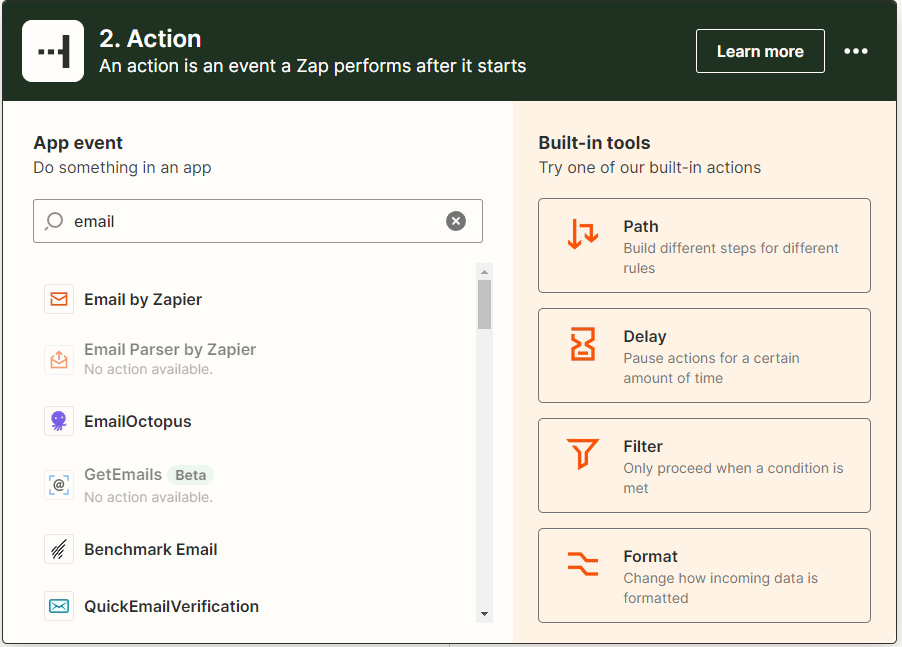 2. Action
An action is an event a Zap performs after it starts
Learn more
App event
Do something in an app
email
Email by Zapier
Email Parser by Zapier
No action available.
EmailOctopus
GetEmails Beta
No action available.
Benchmark Email
QuickEmailVerification
Built-in tools
Try one of our built-in actions
Path
Build different steps for different
rules
Delay
Pause actions for a certain
amount of time
Filter
Only proceed when a condition is
met
Format
Change how incoming data is
formatted